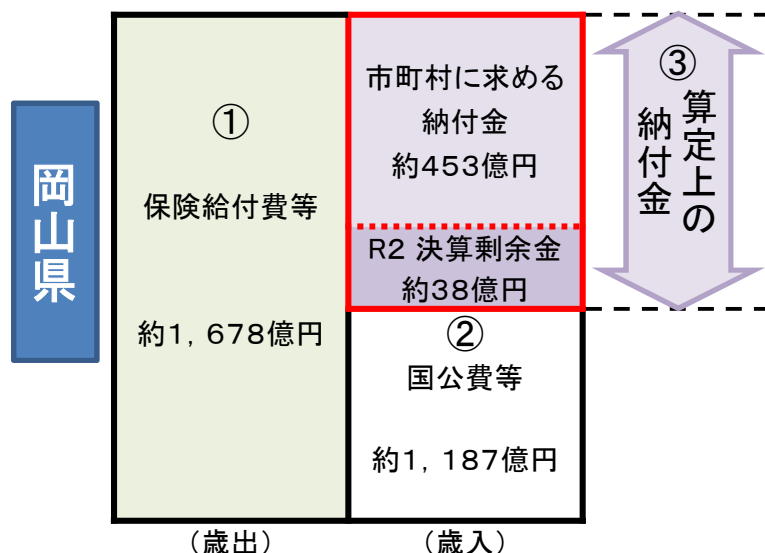 岡山県
①
保険給付費等
約1，678億円
（歳出）
市町村に求める
納付金
約453億円
R2 決算剰余金
約38億円
②
国公費等
約1，187億円
（歳入）
③
算定上の
納付金